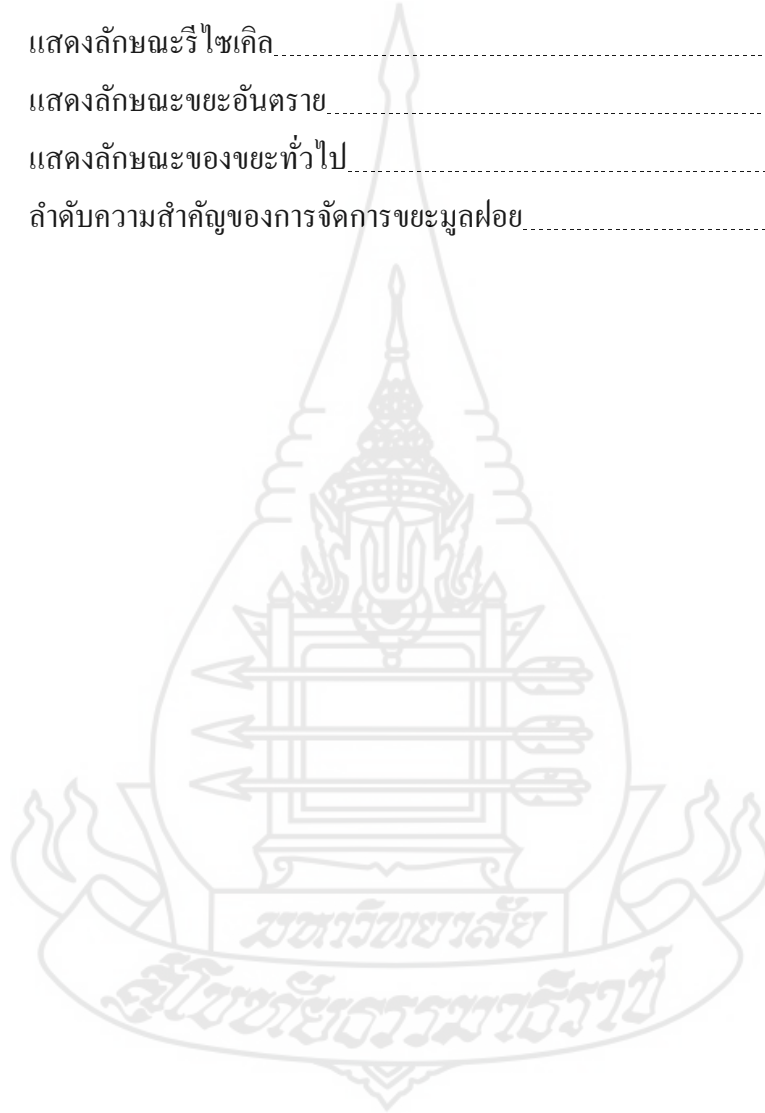 แสดงลักษณะรีไซเคิล
แสดงลักษณะขยะอันตราย
แสดงลักษณะของขยะทั่วไป
ลำดับความสำคัญของการจัดการขยะมูลฝอย
มหาวิทยาลัย
สุโขทัยธรรมาธิราช